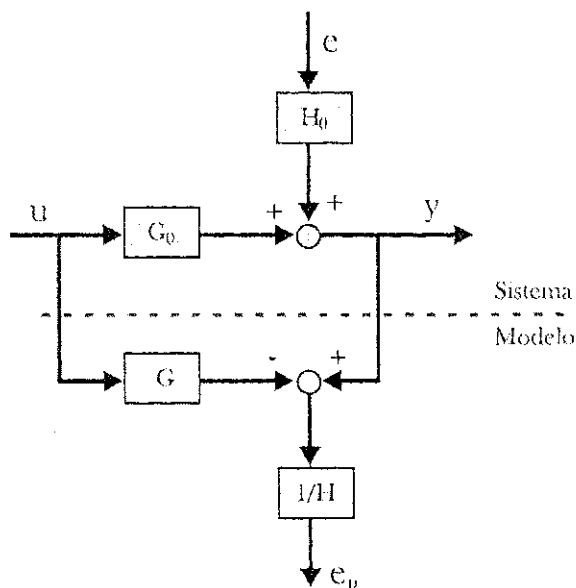 e
H₀
u
G₀
+
+
y
Sistema
Modelo
G
-
+
1/H
eₚ